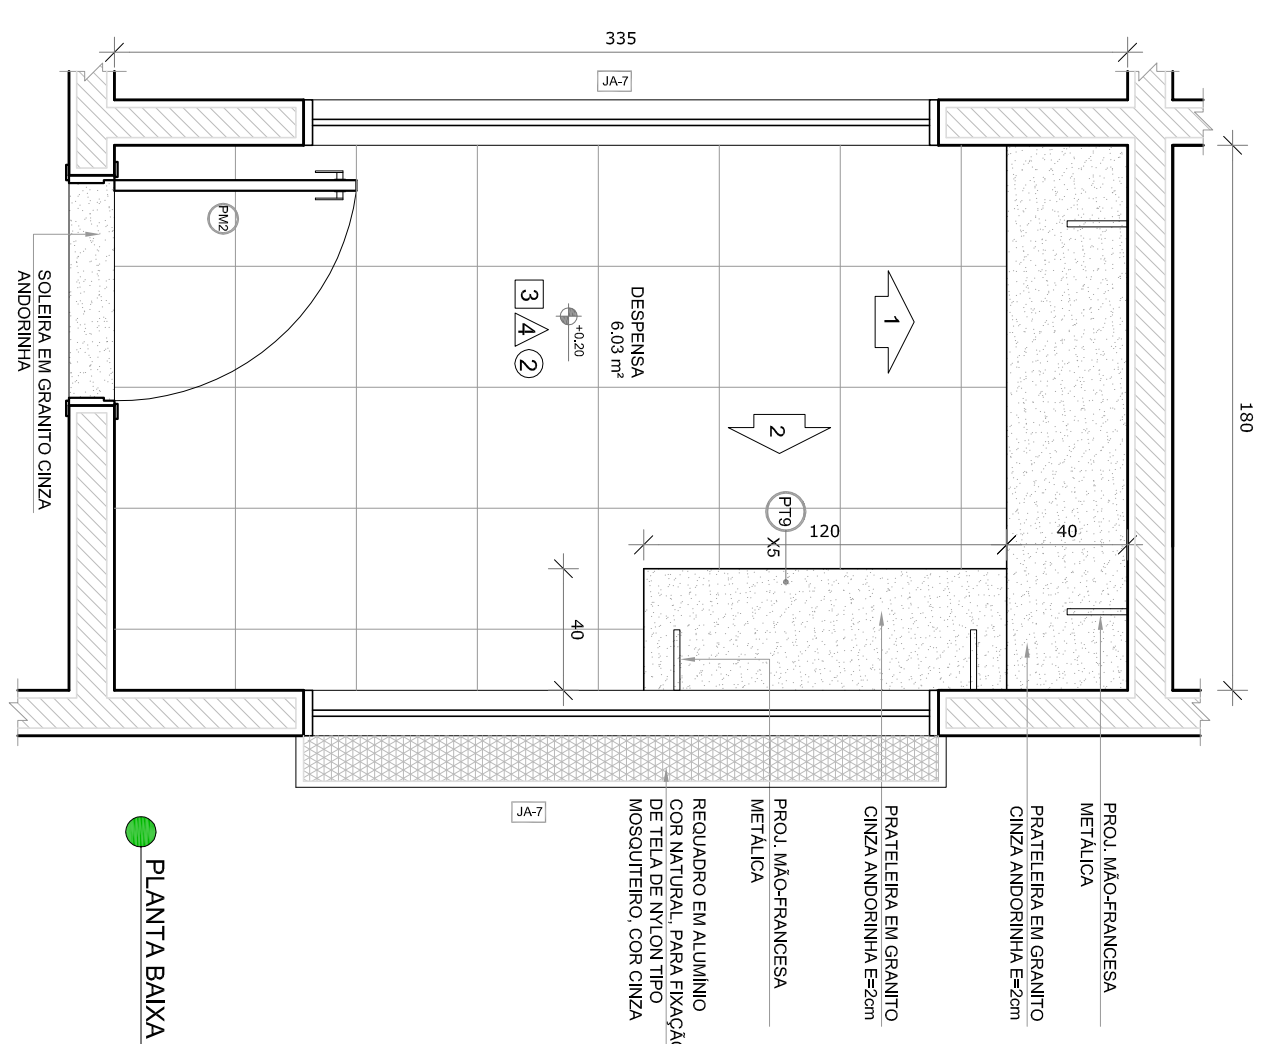 335
JA-7
180
PM2
SOLEIRA EM GRANITO CINZA
ANDORINHA
DESPENSA
6.03 m²
+0.20
3
4
2
1
2
PT9
X5
120
40
40
JA-7
PROJ. MÃO-FRANCESA
METÁLICA
PRATELEIRA EM GRANITO
CINZA ANDORINHA E=2cm
PRATELEIRA EM GRANITO
CINZA ANDORINHA E=2cm
PROJ. MÃO-FRANCESA
METÁLICA
REQUADRO EM ALUMÍNIO
COR NATURAL, PARA FIXAÇÃO
DE TELA DE NYLON TIPO
MOSQUITEIRO, COR CINZA
PLANTA BAIXA